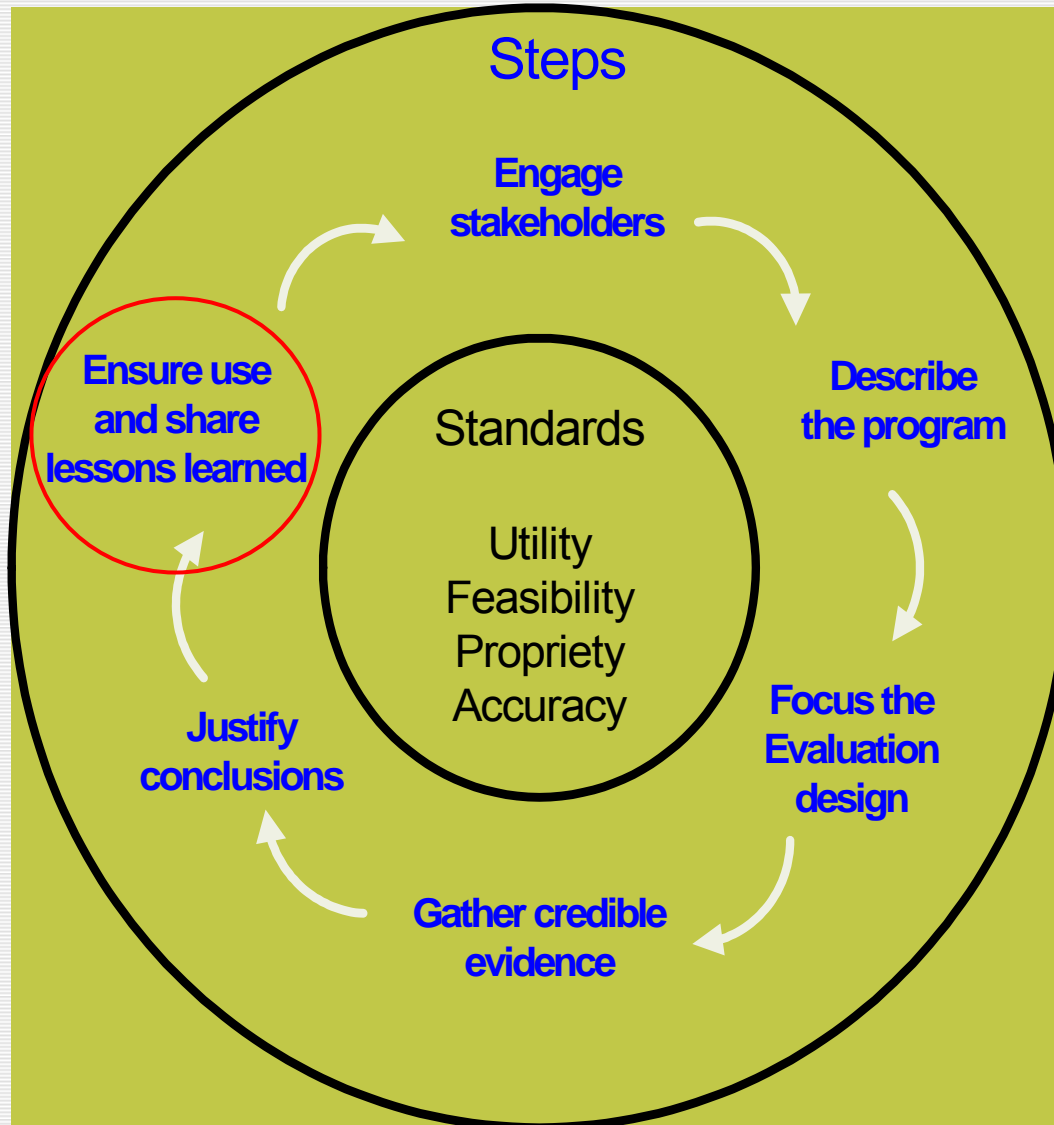 Steps
Engage
stakeholders
Describe
the program
Focus the
Evaluation
design
Gather credible
evidence
Justify
conclusions
Ensure use
and share
lessons learned
Standards
Utility
Feasibility
Propriety
Accuracy